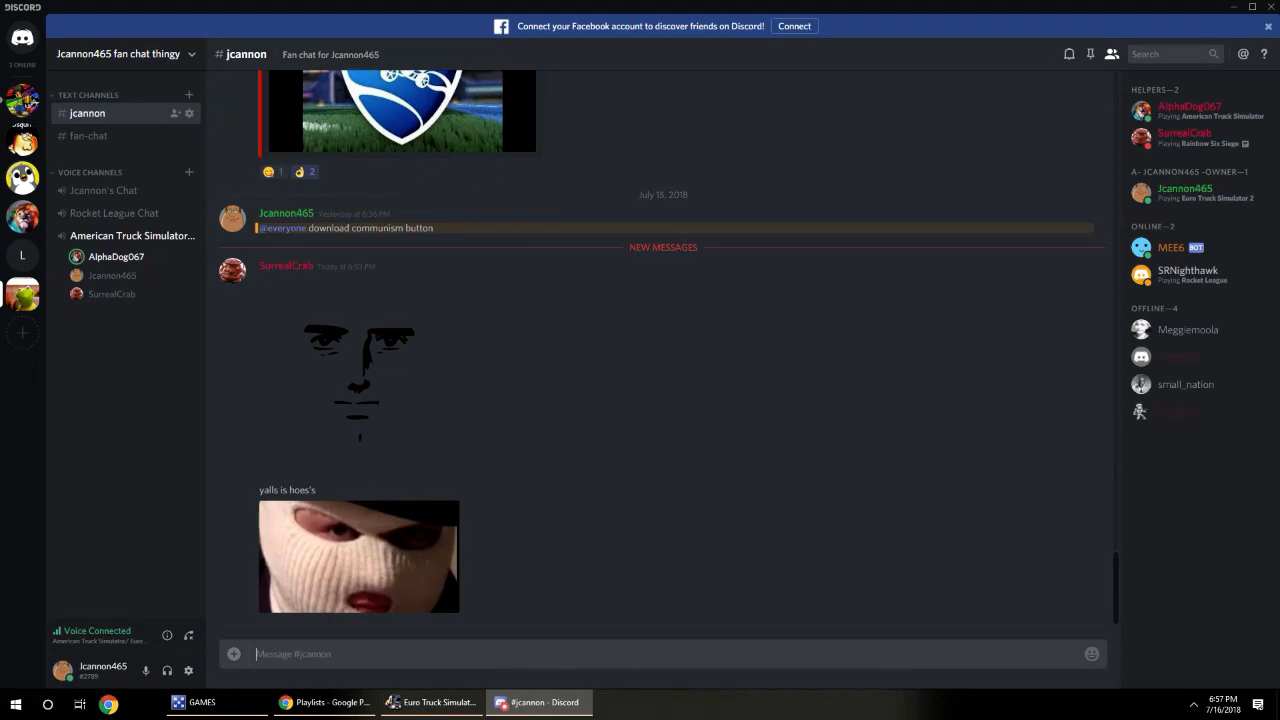 DISCORD
Connect your Facebook account to discover friends on Discord! Connect
3 ONLINE
Jcannon465 fan chat thingy
# jcannon Fan chat for Jcannon465
Search
@ ?
TEXT CHANNELS +
# jcannon
# fan-chat
VOICE CHANNELS +
Jcannon's Chat
Rocket League Chat
American Truck Simulator...
AlphaDog067
Jcannon465
SurrealCrab
L
+
1 2
July 15, 2018
Jcannon465 Yesterday at 8:36 PM
@everyone download communism button
NEW MESSAGES
SurrealCrab Today at 6:53 PM
yalls is hoes's
Message #jcannon
HELPERS—2
AlphaDog067
Playing American Truck Simulator
SurrealCrab
Playing Rainbow Six Siege
A- JCANNON465 -OWNER—1
Jcannon465
Playing Euro Truck Simulator 2
ONLINE—2
MEE6 BOT
SRNighthawk
Playing Rocket League
OFFLINE—4
Meggiemoola
small_nation
Voice Connected
American Truck Simulator/ Euro ...
Jcannon465
#2789
GAMES
Playlists - Google P...
Euro Truck Simulat...
#jcannon - Discord
6:57 PM
7/16/2018